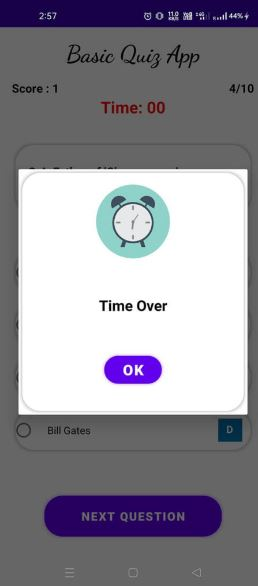 2:57
44%
Basic Quiz App
Score : 1
4/10
Time: 00
Time Over
OK
Bill Gates
D
NEXT QUESTION